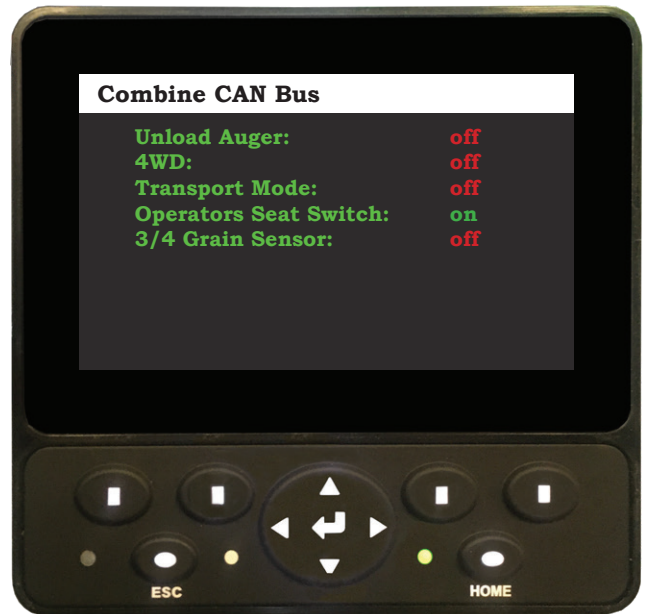 Combine CAN Bus
Unload Auger: off
4WD: off
Transport Mode: off
Operators Seat Switch: on
3/4 Grain Sensor: off
ESC HOME